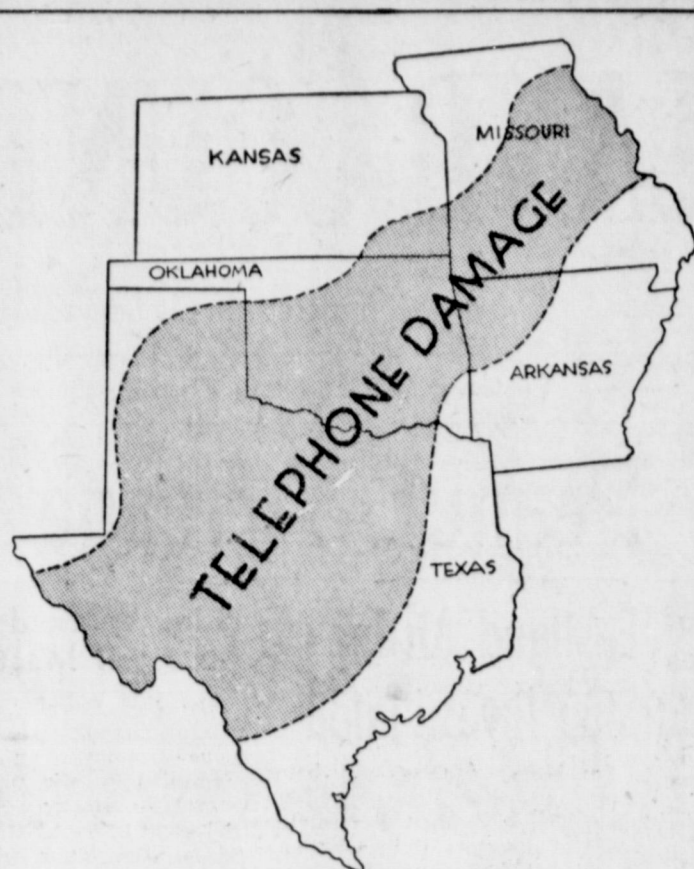 MISSOURI
KANSAS
OKLAHOMA
TELEPHONE DAMAGE
ARKANSAS
TEXAS